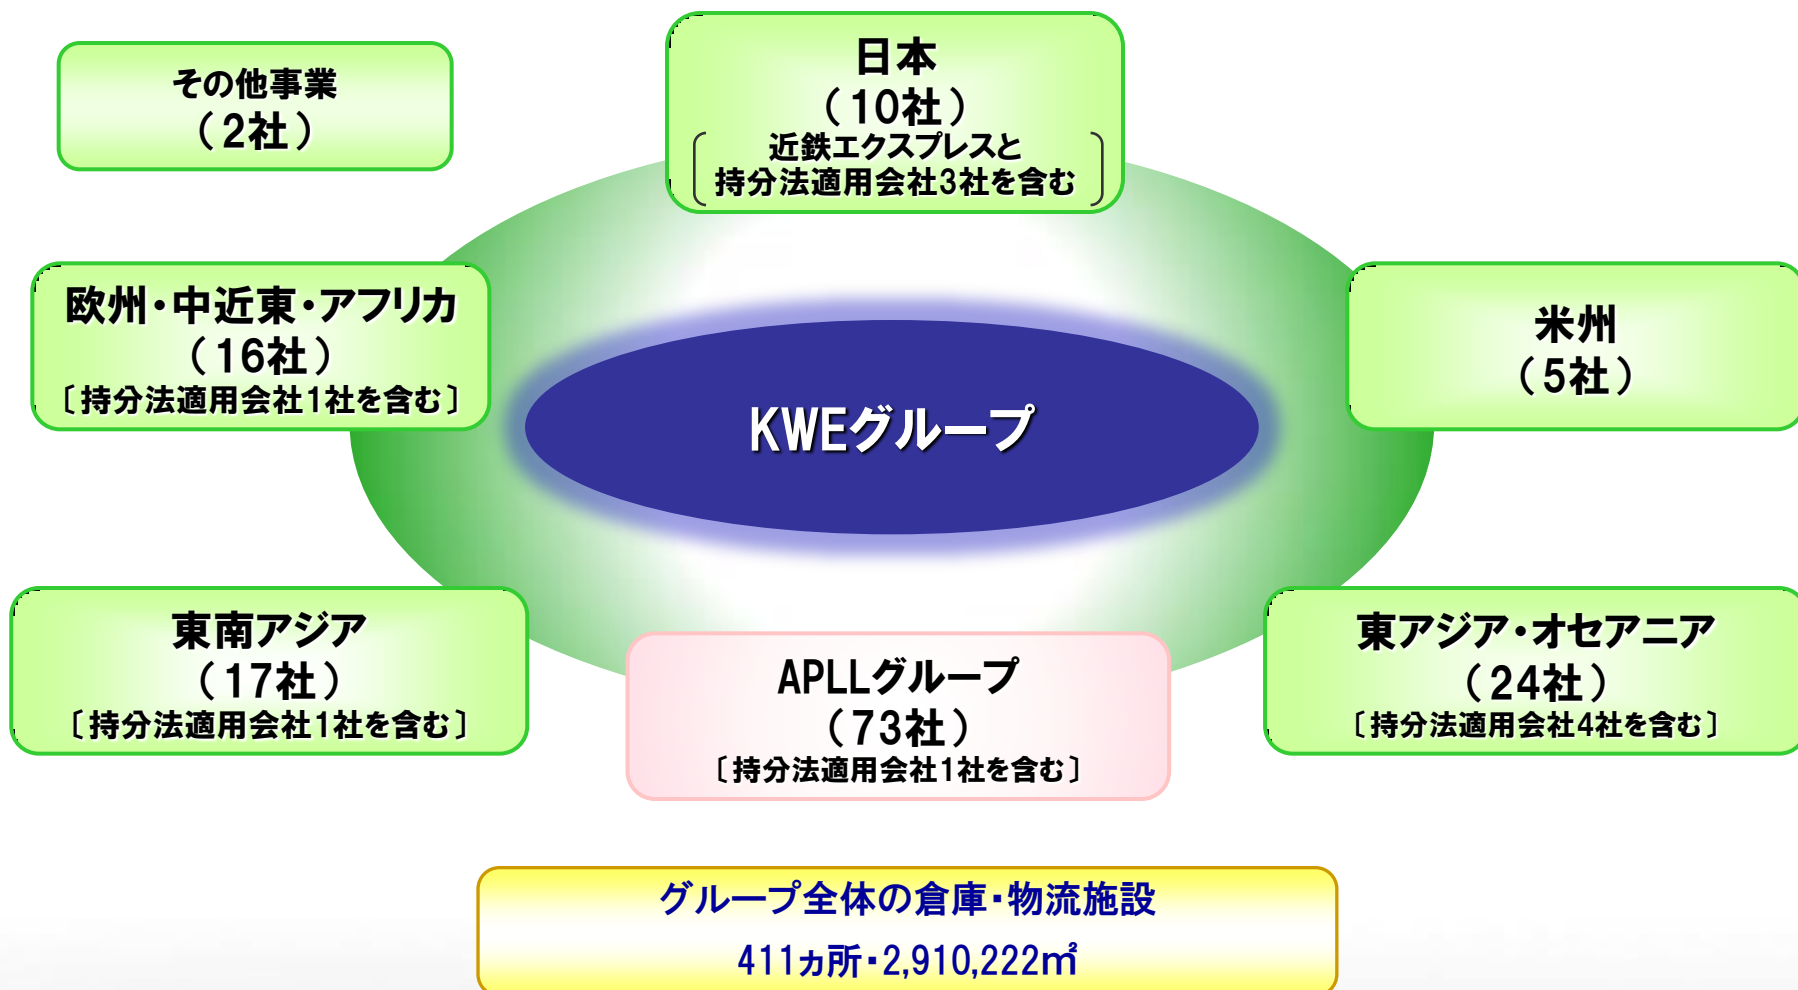 その他事業
（2社）
日本
（10社）
近鉄エクスプレスと
持分法適用会社3社を含む
欧州・中近東・アフリカ
（16社）
〔持分法適用会社1社を含む〕
米州
（5社）
KWEグループ
東南アジア
（17社）
〔持分法適用会社1社を含む〕
APLLグループ
（73社）
〔持分法適用会社1社を含む〕
東アジア・オセアニア
（24社）
〔持分法適用会社4社を含む〕
グループ全体の倉庫・物流施設
411ヵ所・2,910,222㎡